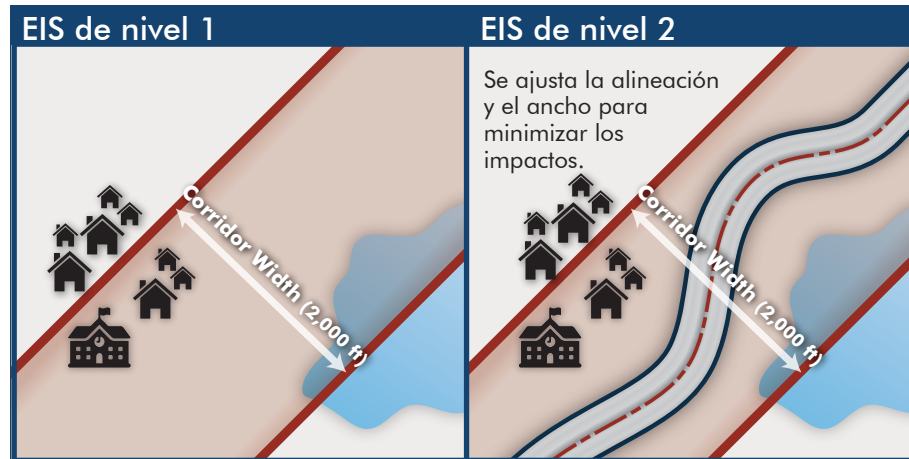 EIS de nivel 1
Corridor Width (2,000 ft)
EIS de nivel 2
Se ajusta la alineación
y el ancho para
minimizar los
impactos.
Corridor Width (2,000 ft)